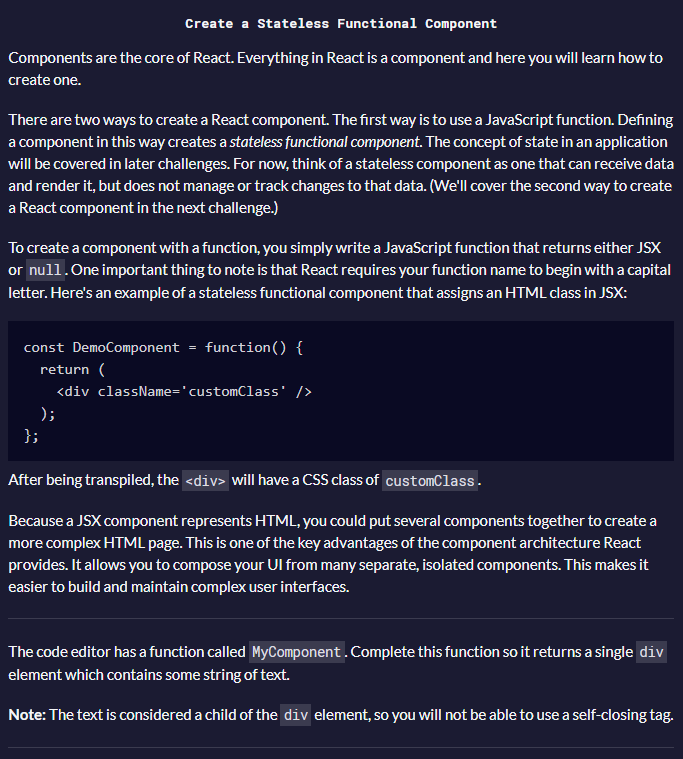 Create a Stateless Functional Component
Components are the core of React. Everything in React is a component and here you will learn how to
create one.
There are two ways to create a React component. The first way is to use a JavaScript function. Defining
a component in this way creates a stateless functional component. The concept of state in an application
will be covered in later challenges. For now, think of a stateless component as one that can receive data
and render it, but does not manage or track changes to that data. (We'll cover the second way to create
a React component in the next challenge.)
To create a component with a function, you simply write a JavaScript function that returns either JSX
or null. One important thing to note is that React requires your function name to begin with a capital
letter. Here's an example of a stateless functional component that assigns an HTML class in JSX:
const DemoComponent = function() {
  return (
    <div className='customClass' />
  );
};
After being transpiled, the <div> will have a CSS class of customClass.
Because a JSX component represents HTML, you could put several components together to create a
more complex HTML page. This is one of the key advantages of the component architecture React
provides. It allows you to compose your UI from many separate, isolated components. This makes it
easier to build and maintain complex user interfaces.
The code editor has a function called MyComponent. Complete this function so it returns a single div
element which contains some string of text.
Note: The text is considered a child of the div element, so you will not be able to use a self-closing tag.